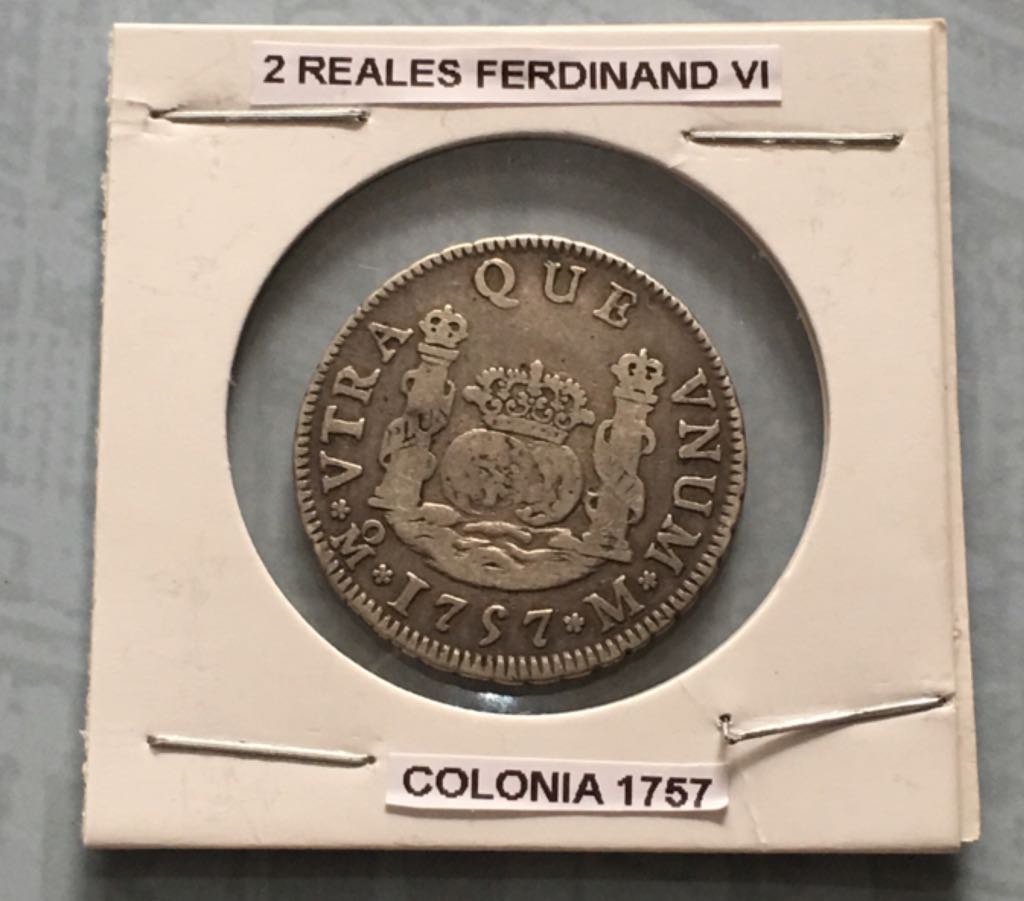 2 REALES FERDINAND VI
VTRA QUE VNUM
Mo 1757 M
COLONIA 1757